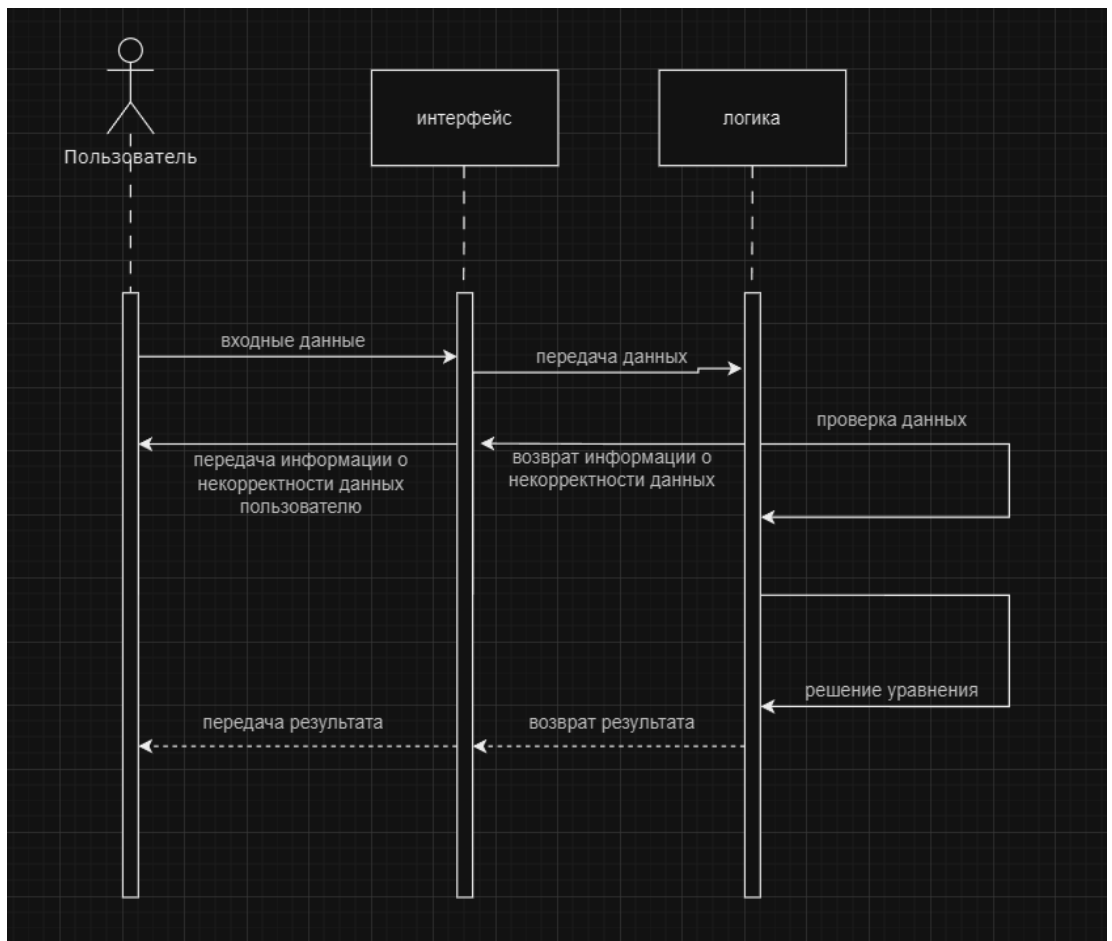 Пользователь
интерфейс
логика
входные данные
передача данных
проверка данных
передача информации о
некорректности данных
пользователю
возврат информации о
некорректности данных
решение уравнения
передача результата
возврат результата